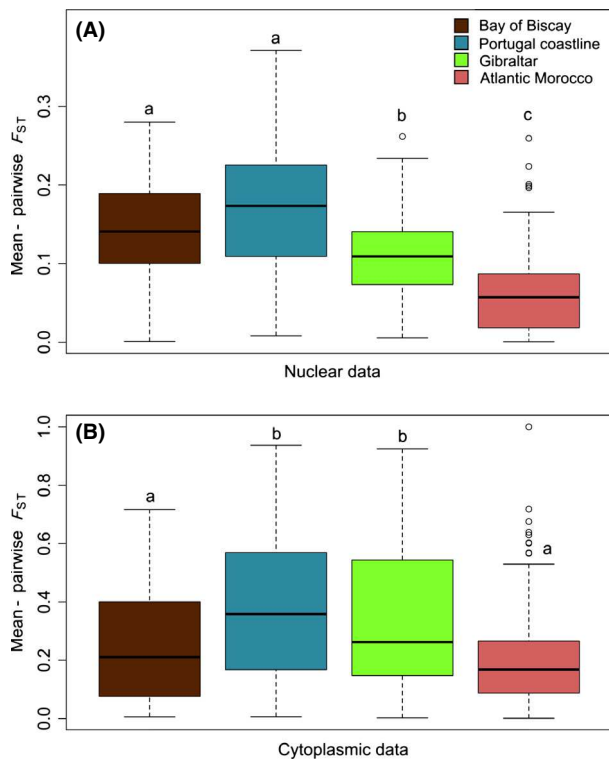 (A)
Bay of Biscay
Portugal coastline
Gibraltar
Atlantic Morocco
a
a
b
c
Mean - pairwise FST
0.0
0.1
0.2
0.3
Nuclear data
(B)
a
b
b
a
Mean - pairwise FST
0.0
0.2
0.4
0.6
0.8
1.0
Cytoplasmic data